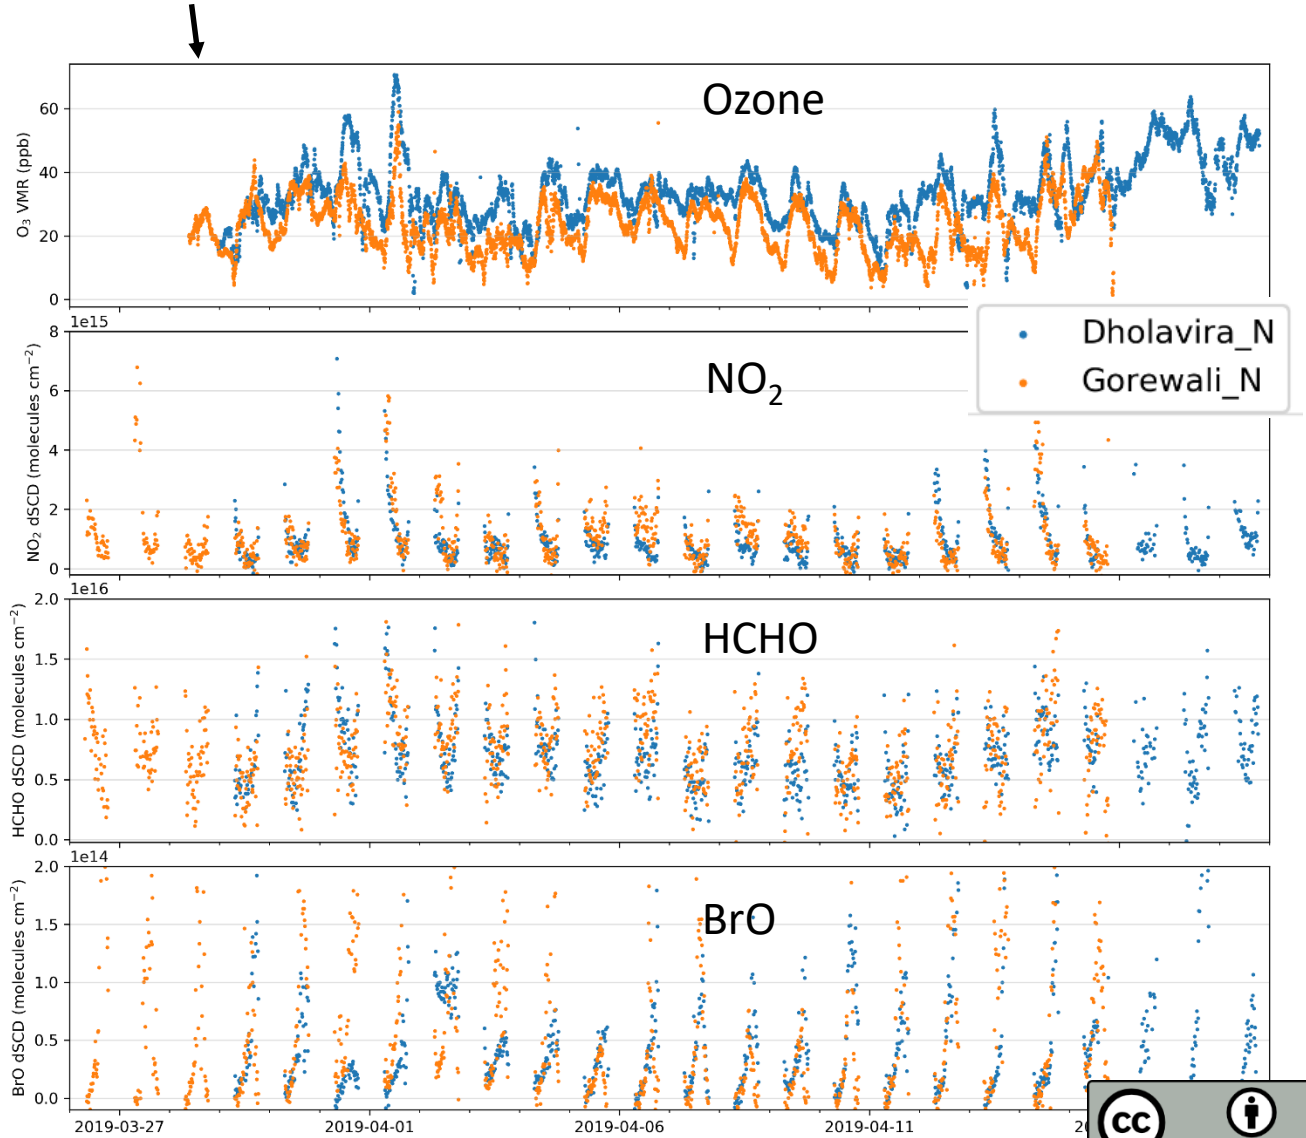 Ozone
O₃ VMR (ppb)
60
40
20
0
1e15
NO₂
NO₂ dSCD (molecules cm⁻²)
8
6
4
2
0
Dholavira_N
Gorewali_N
1e16
HCHO
HCHO dSCD (molecules cm⁻²)
2.0
1.5
1.0
0.5
0.0
1e14
BrO
BrO dSCD (molecules cm⁻²)
2.0
1.5
1.0
0.5
0.0
2019-03-27 2019-04-01 2019-04-06 2019-04-11
cc